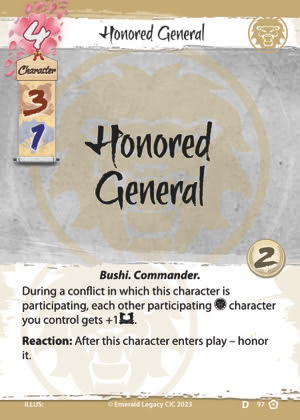 Honored General
4
Character
3
1
Honored
General
2
Bushi. Commander.
During a conflict in which this character is
participating, each other participating character
you control gets +1.
Reaction: After this character enters play – honor
it.
ILLUS:
© Emerald Legacy CIC 2023
D 97